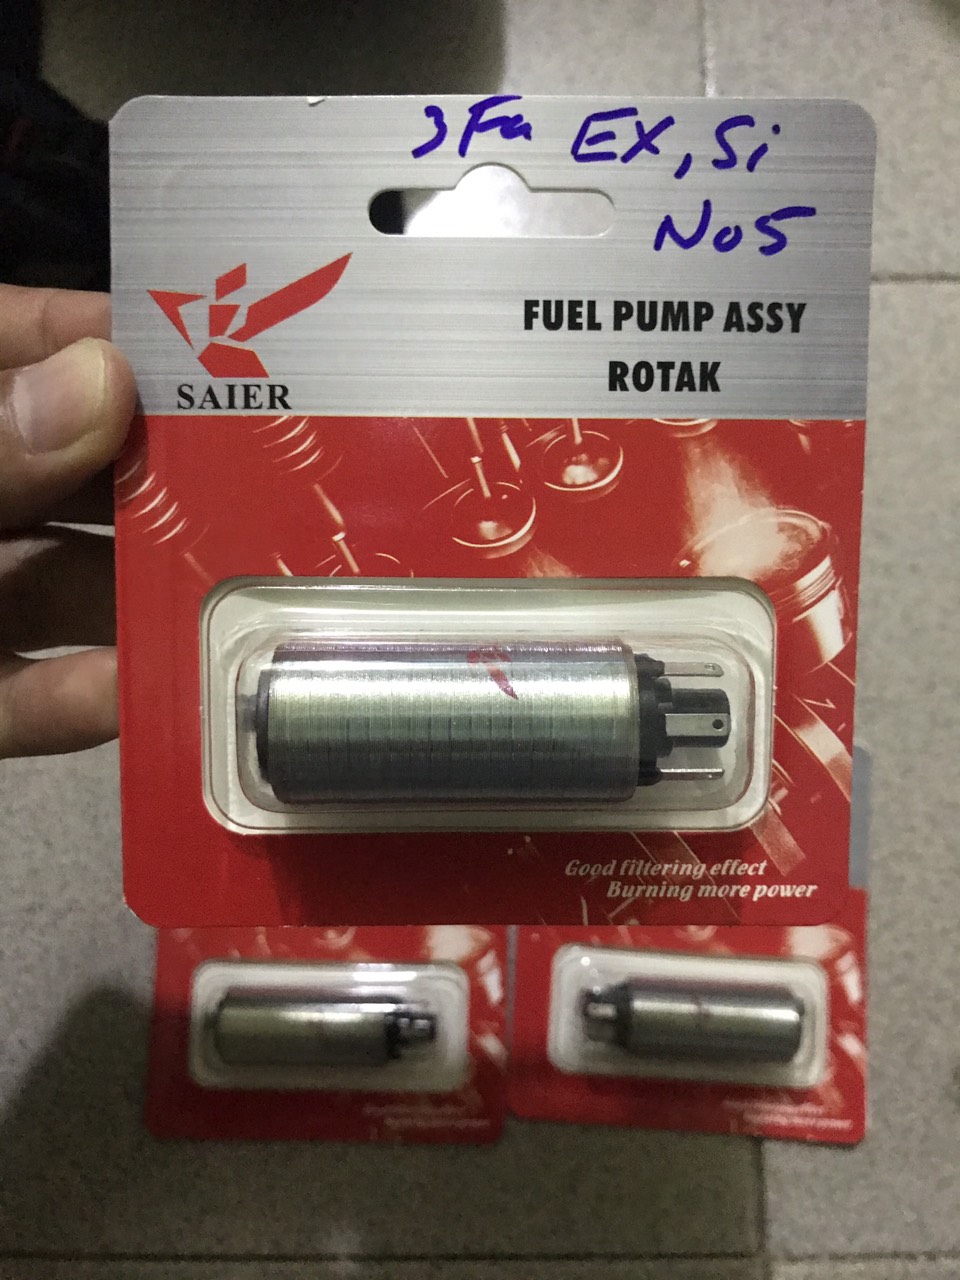 3Fa EX, Si
No5
SAIER
FUEL PUMP ASSY
ROTAK
Good filtering effect
Burning more power